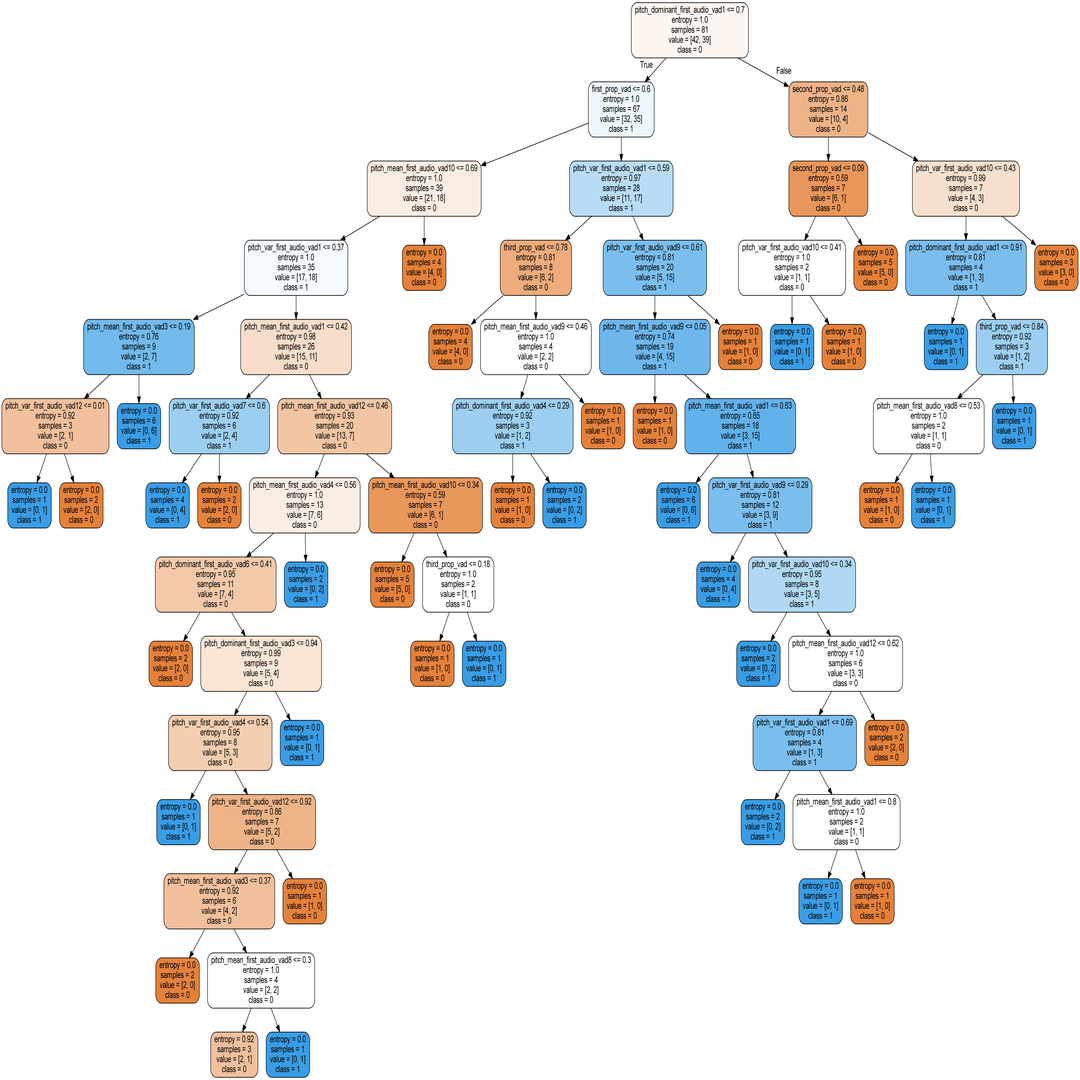 pitch_dominant_first_audio_vad1 <= 0.7
entropy = 1.0
samples = 81
value = [42, 39]
class = 0
True
False
first_prop_vad <= 0.6
entropy = 1.0
samples = 67
value = [32, 35]
class = 1
second_prop_vad <= 0.48
entropy = 0.86
samples = 14
value = [10, 4]
class = 0
pitch_mean_first_audio_vad10 <= 0.69
entropy = 1.0
samples = 39
value = [21, 18]
class = 0
pitch_var_first_audio_vad1 <= 0.59
entropy = 0.97
samples = 28
value = [11, 17]
class = 1
second_prop_vad <= 0.09
entropy = 0.59
samples = 7
value = [6, 1]
class = 0
pitch_var_first_audio_vad10 <= 0.43
entropy = 0.99
samples = 7
value = [4, 3]
class = 0
pitch_var_first_audio_vad1 <= 0.37
entropy = 1.0
samples = 35
value = [17, 18]
class = 1
entropy = 0.0
samples = 4
value = [4, 0]
class = 0
third_prop_vad <= 0.78
entropy = 0.81
samples = 8
value = [6, 2]
class = 0
pitch_var_first_audio_vad9 <= 0.61
entropy = 0.81
samples = 20
value = [5, 15]
class = 1
pitch_var_first_audio_vad10 <= 0.41
entropy = 1.0
samples = 2
value = [1, 1]
class = 0
entropy = 0.0
samples = 5
value = [5, 0]
class = 0
pitch_dominant_first_audio_vad1 <= 0.91
entropy = 0.81
samples = 4
value = [1, 3]
class = 1
entropy = 0.0
samples = 3
value = [3, 0]
class = 0
pitch_mean_first_audio_vad3 <= 0.19
entropy = 0.76
samples = 9
value = [2, 7]
class = 1
pitch_mean_first_audio_vad1 <= 0.42
entropy = 0.98
samples = 26
value = [15, 11]
class = 0
entropy = 0.0
samples = 4
value = [4, 0]
class = 0
pitch_mean_first_audio_vad9 <= 0.46
entropy = 1.0
samples = 4
value = [2, 2]
class = 0
pitch_mean_first_audio_vad9 <= 0.05
entropy = 0.74
samples = 19
value = [4, 15]
class = 1
entropy = 0.0
samples = 1
value = [1, 0]
class = 0
entropy = 0.0
samples = 1
value = [0, 1]
class = 1
entropy = 0.0
samples = 1
value = [1, 0]
class = 0
entropy = 0.0
samples = 1
value = [0, 1]
class = 1
third_prop_vad <= 0.84
entropy = 0.92
samples = 3
value = [1, 2]
class = 1
pitch_var_first_audio_vad12 <= 0.01
entropy = 0.92
samples = 3
value = [2, 1]
class = 0
entropy = 0.0
samples = 6
value = [0, 6]
class = 1
pitch_var_first_audio_vad7 <= 0.6
entropy = 0.92
samples = 6
value = [2, 4]
class = 1
pitch_mean_first_audio_vad12 <= 0.46
entropy = 0.93
samples = 20
value = [13, 7]
class = 0
pitch_dominant_first_audio_vad4 <= 0.29
entropy = 0.92
samples = 3
value = [1, 2]
class = 1
entropy = 0.0
samples = 1
value = [1, 0]
class = 0
entropy = 0.0
samples = 1
value = [1, 0]
class = 0
pitch_mean_first_audio_vad1 <= 0.63
entropy = 0.65
samples = 18
value = [3, 15]
class = 1
pitch_mean_first_audio_vad8 <= 0.53
entropy = 1.0
samples = 2
value = [1, 1]
class = 0
entropy = 0.0
samples = 1
value = [0, 1]
class = 1
entropy = 0.0
samples = 1
value = [0, 1]
class = 1
entropy = 0.0
samples = 2
value = [2, 0]
class = 0
entropy = 0.0
samples = 4
value = [0, 4]
class = 1
entropy = 0.0
samples = 2
value = [2, 0]
class = 0
pitch_mean_first_audio_vad4 <= 0.56
entropy = 1.0
samples = 13
value = [7, 6]
class = 0
pitch_mean_first_audio_vad10 <= 0.34
entropy = 0.59
samples = 7
value = [6, 1]
class = 0
entropy = 0.0
samples = 1
value = [1, 0]
class = 0
entropy = 0.0
samples = 2
value = [0, 2]
class = 1
entropy = 0.0
samples = 6
value = [0, 6]
class = 1
pitch_var_first_audio_vad9 <= 0.29
entropy = 0.81
samples = 12
value = [3, 9]
class = 1
entropy = 0.0
samples = 1
value = [1, 0]
class = 0
entropy = 0.0
samples = 1
value = [0, 1]
class = 1
pitch_dominant_first_audio_vad6 <= 0.41
entropy = 0.95
samples = 11
value = [7, 4]
class = 0
entropy = 0.0
samples = 2
value = [0, 2]
class = 1
entropy = 0.0
samples = 5
value = [5, 0]
class = 0
third_prop_vad <= 0.18
entropy = 1.0
samples = 2
value = [1, 1]
class = 0
entropy = 0.0
samples = 4
value = [0, 4]
class = 1
pitch_var_first_audio_vad10 <= 0.34
entropy = 0.95
samples = 8
value = [3, 5]
class = 1
entropy = 0.0
samples = 2
value = [2, 0]
class = 0
pitch_dominant_first_audio_vad3 <= 0.94
entropy = 0.99
samples = 9
value = [5, 4]
class = 0
entropy = 0.0
samples = 1
value = [1, 0]
class = 0
entropy = 0.0
samples = 1
value = [0, 1]
class = 1
entropy = 0.0
samples = 2
value = [0, 2]
class = 1
pitch_mean_first_audio_vad12 <= 0.62
entropy = 1.0
samples = 6
value = [3, 3]
class = 0
pitch_var_first_audio_vad4 <= 0.54
entropy = 0.95
samples = 8
value = [5, 3]
class = 0
entropy = 0.0
samples = 1
value = [0, 1]
class = 1
pitch_var_first_audio_vad1 <= 0.69
entropy = 0.81
samples = 4
value = [1, 3]
class = 1
entropy = 0.0
samples = 2
value = [2, 0]
class = 0
entropy = 0.0
samples = 1
value = [0, 1]
class = 1
pitch_var_first_audio_vad12 <= 0.92
entropy = 0.86
samples = 7
value = [5, 2]
class = 0
entropy = 0.0
samples = 2
value = [0, 2]
class = 1
pitch_mean_first_audio_vad1 <= 0.8
entropy = 1.0
samples = 2
value = [1, 1]
class = 0
pitch_mean_first_audio_vad3 <= 0.37
entropy = 0.92
samples = 6
value = [4, 2]
class = 0
entropy = 0.0
samples = 1
value = [1, 0]
class = 0
entropy = 0.0
samples = 1
value = [0, 1]
class = 1
entropy = 0.0
samples = 1
value = [1, 0]
class = 0
entropy = 0.0
samples = 2
value = [2, 0]
class = 0
pitch_mean_first_audio_vad8 <= 0.3
entropy = 1.0
samples = 4
value = [2, 2]
class = 0
entropy = 0.92
samples = 3
value = [2, 1]
class = 0
entropy = 0.0
samples = 1
value = [0, 1]
class = 1